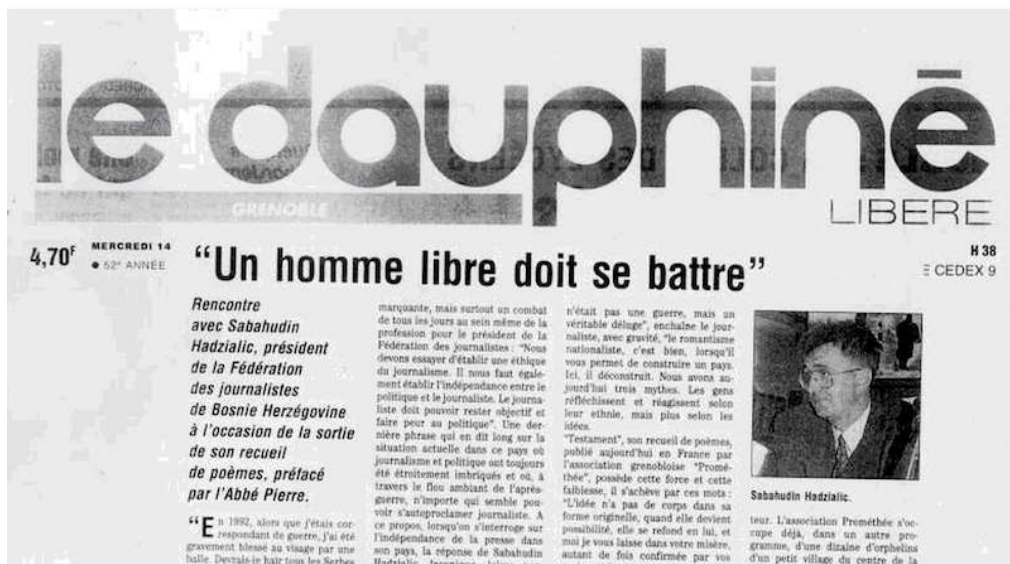 le dauphiné
GRENOBLE
LIBERE
4,70F
MERCREDI 14
● 52e ANNÉE
H 38
CEDEX 9
“Un homme libre doit se battre”
Rencontre
avec Sabahudin
Hadzialic, président
de la Fédération
des journalistes
de Bosnie Herzégovine
à l'occasion de la sortie
de son recueil
de poèmes, préfacé
par l'Abbé Pierre.
“En 1992, alors que j'étais cor-
respondant de guerre, j'ai été
gravement blessé au visage par une
balle. Devrais-je haïr tous les Serbes
marquante, mais surtout un combat
de tous les jours au sein même de la
profession pour le président de la
Fédération des journalistes : "Nous
devons essayer d'établir une éthique
du journalisme. Il nous faut égale-
ment établir l'indépendance entre le
politique et le journaliste. Le journa-
liste doit pouvoir rester objectif et
faire peur au politique". Une der-
nière phrase qui en dit long sur la
situation actuelle dans ce pays où
journalisme et politique ont toujours
été étroitement imbriqués et où, à
travers le flou ambiant de l'après-
guerre, n'importe qui semble pou-
voir s'autoproclamer journaliste. A
ce propos, lorsqu'on s'interroge sur
l'indépendance de la presse dans
son pays, la réponse de Sabahudin
Hadzialic
n'était pas une guerre, mais un
véritable déluge", enchaîne le jour-
naliste, avec gravité, "le romantisme
nationaliste, c'est bien, lorsqu'il
vous permet de construire un pays.
Ici, il déconstruit. Nous avons au-
jourd'hui trois mythes. Les gens
réfléchissent et réagissent selon
leur ethnie, mais plus selon les
idées.
"Testament", son recueil de poèmes,
publié aujourd'hui en France par
l'association grenobloise "Promé-
thée", possède cette force et cette
faiblesse, il s'achève par ces mots :
"L'idée n'a pas de corps dans sa
forme originelle, quand elle devient
possibilité, elle se refond en lui, et
moi je vous laisse dans votre misère,
autant de fois confirmée par vos
Sabahudin Hadzialic.
teur. L'association Prométhée s'oc-
cupe déjà, dans un autre pro-
gramme, d'une dizaine d'orphelins
d'un petit village du centre de la